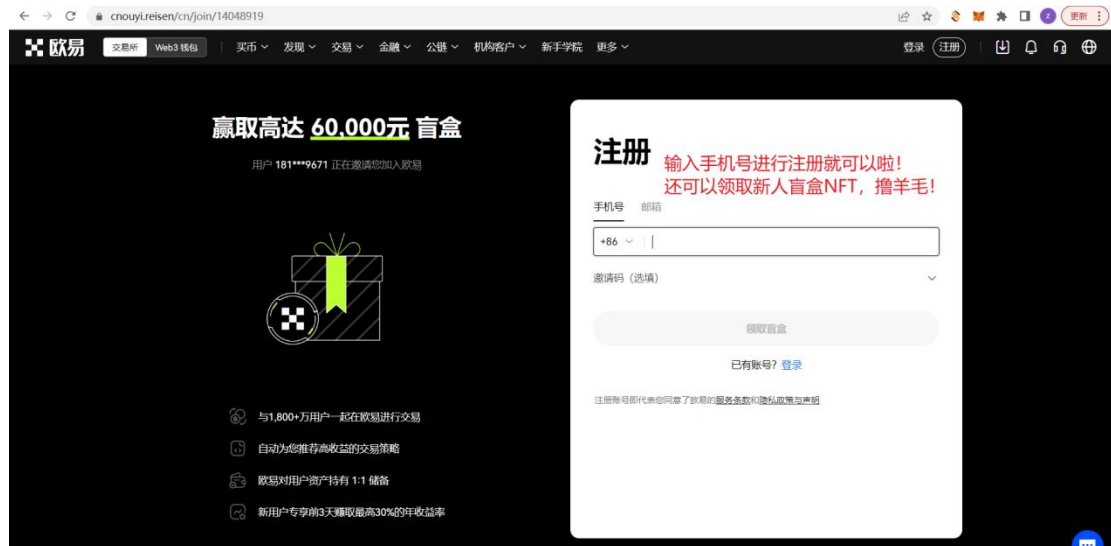 cnouyi.reisen/cn/join/14048919
更新
欧易 交易所 Web3 钱包 买币 发现 交易 金融 公链 机构客户 新手学院 更多 登录 注册
赢取高达 60,000元 盲盒
用户 181***9671 正在邀请您加入欧易
与1,800+万用户一起在欧易进行交易
自动为您推荐高收益的交易策略
欧易对用户资产持有 1:1 储备
新用户专享前3天赚取最高30%的年收益率
注册
输入手机号进行注册就可以啦！
还可以领取新人盲盒NFT，撸羊毛！
手机号 邮箱
+86
邀请码（选填）
领取盲盒
已有账号？登录
注册账号即代表您同意了欧易的服务条款和隐私政策与声明